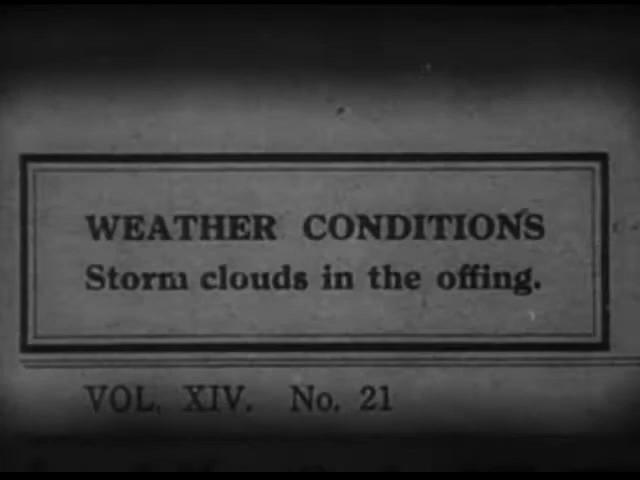 WEATHER CONDITIONS
Storm clouds in the offing.
VOL. XIV. No. 21